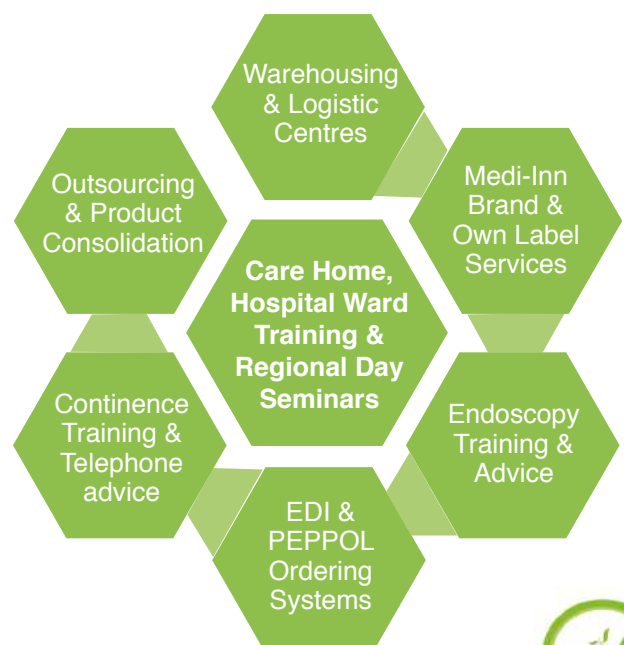 Warehousing
& Logistic
Centres
Medi-Inn
Brand &
Own Label
Services
Endoscopy
Training &
Advice
EDI &
PEPPOL
Ordering
Systems
Continence
Training &
Telephone
advice
Outsourcing
& Product
Consolidation
Care Home,
Hospital Ward
Training &
Regional Day
Seminars